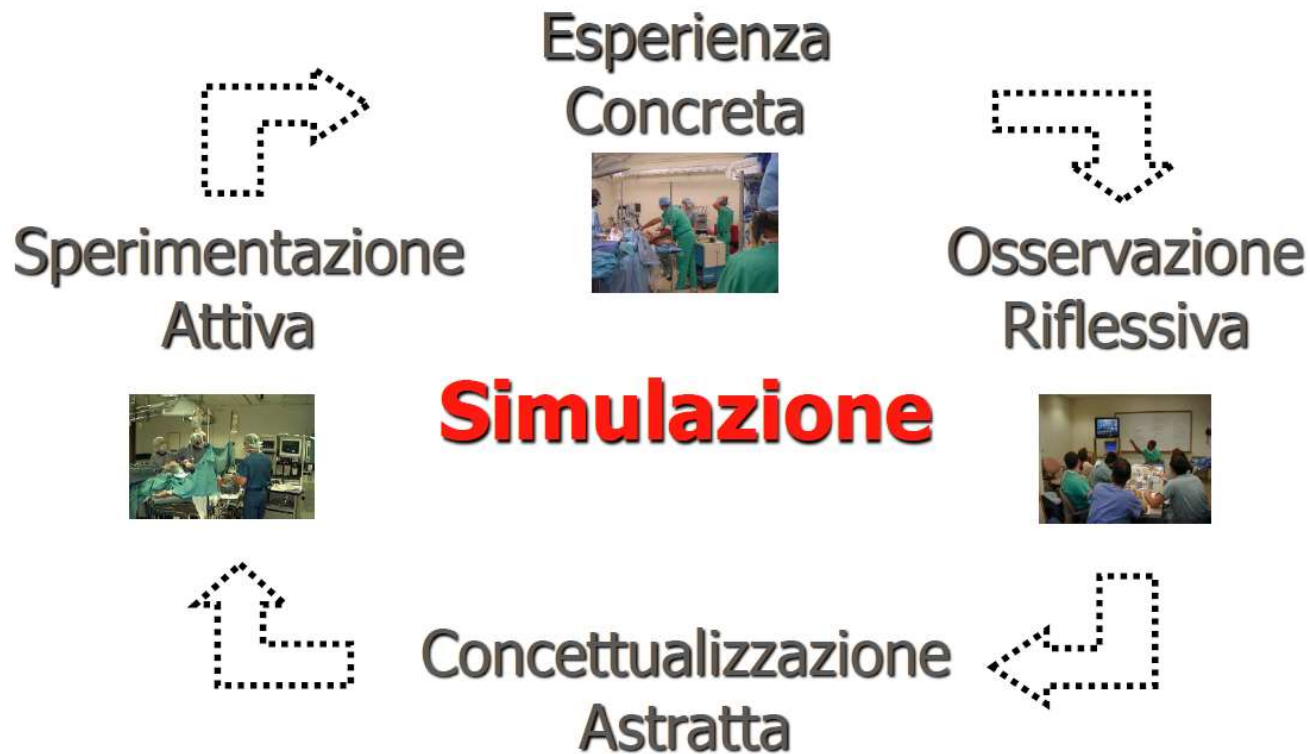 Esperienza
Concreta
Sperimentazione
Attiva
Osservazione
Riflessiva
Simulazione
Concettualizzazione
Astratta